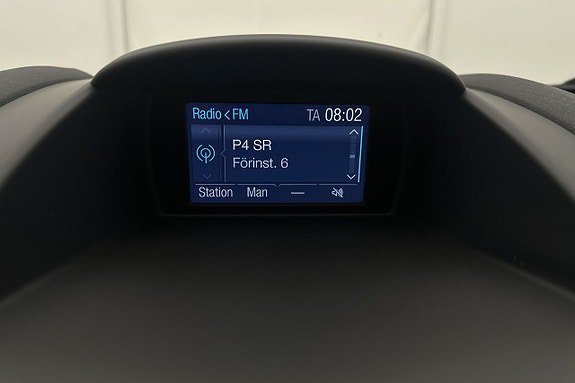 Radio < FM TA 08:02
P4 SR
Förinst. 6
Station Man —